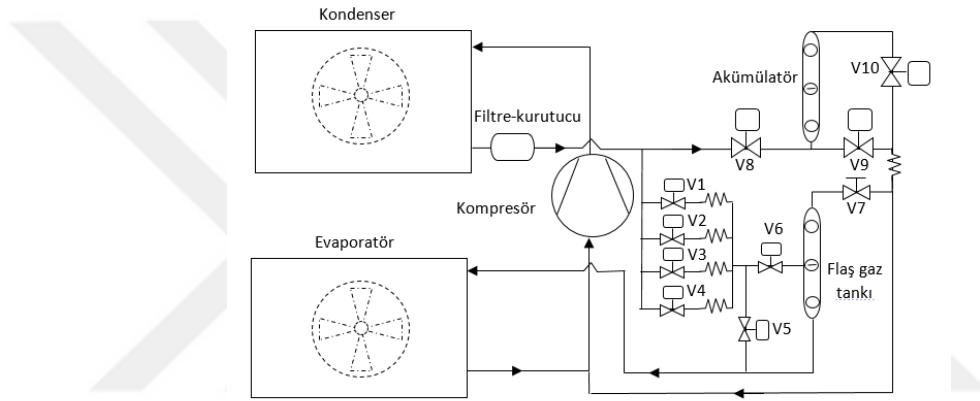 Kondenser
Akümülatör
V10
Filtre-kurutucu
V8
V9
V1
V7
Kompresör
V2
V6
Evaporatör
V3
Flaş gaz
tankı
V4
V5